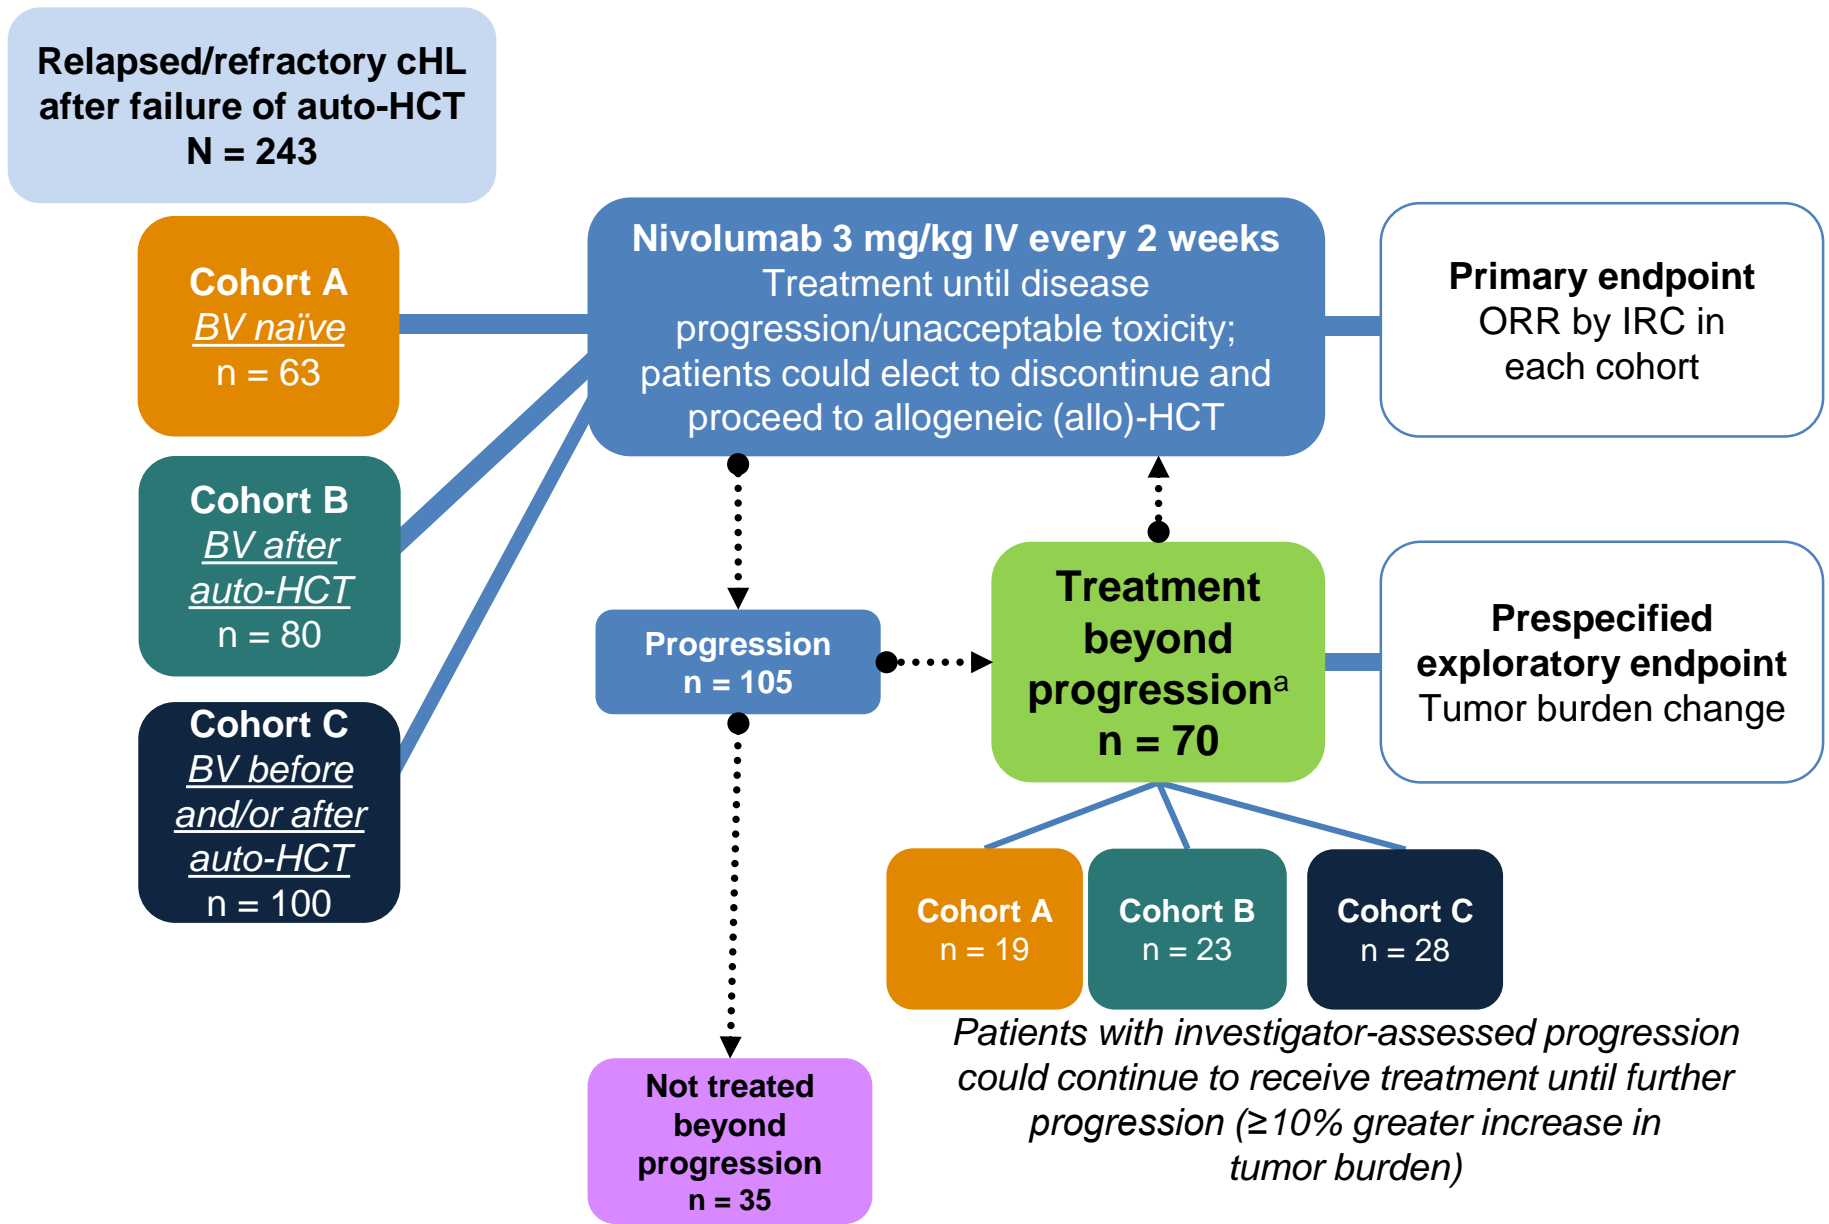 Relapsed/refractory cHL
after failure of auto-HCT
N = 243
Cohort A
BV naïve
n = 63
Cohort B
BV after
auto-HCT
n = 80
Cohort C
BV before
and/or after
auto-HCT
n = 100
Nivolumab 3 mg/kg IV every 2 weeks
Treatment until disease
progression/unacceptable toxicity;
patients could elect to discontinue and
proceed to allogeneic (allo)-HCT
Primary endpoint
ORR by IRC in
each cohort
Progression
n = 105
Treatment
beyond
progressionᵃ
n = 70
Prespecified
exploratory endpoint
Tumor burden change
Cohort A
n = 19
Cohort B
n = 23
Cohort C
n = 28
Patients with investigator-assessed progression
could continue to receive treatment until further
progression (≥10% greater increase in
tumor burden)
Not treated
beyond
progression
n = 35